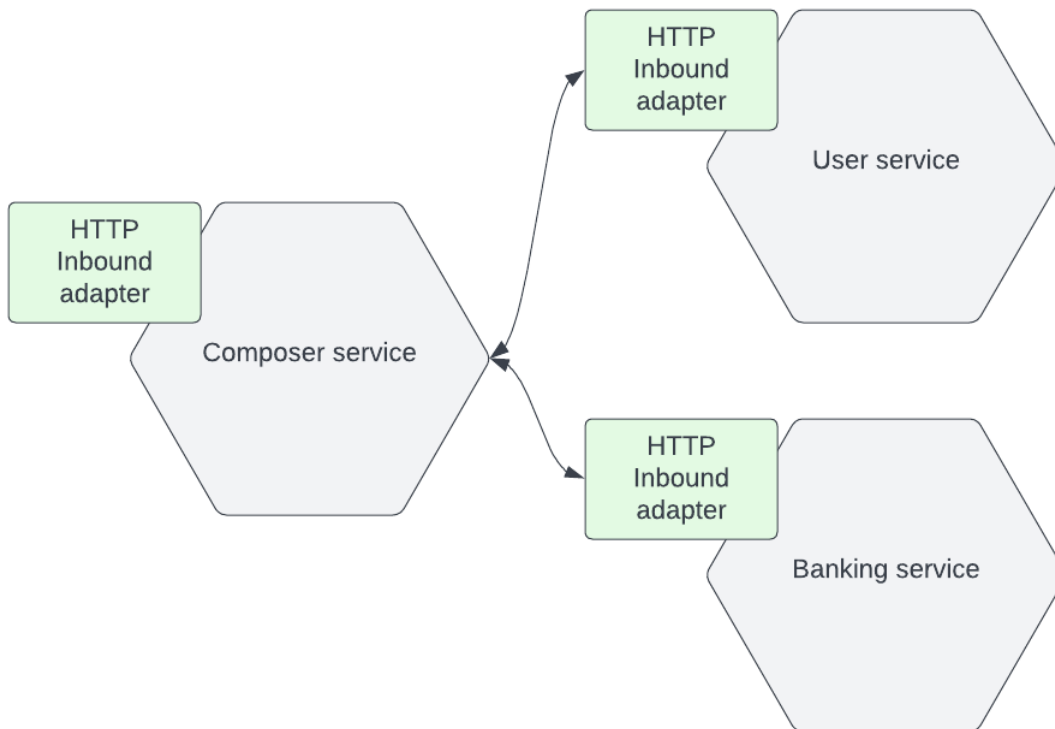 HTTP
Inbound
adapter
User service
HTTP
Inbound
adapter
Composer service
HTTP
Inbound
adapter
Banking service